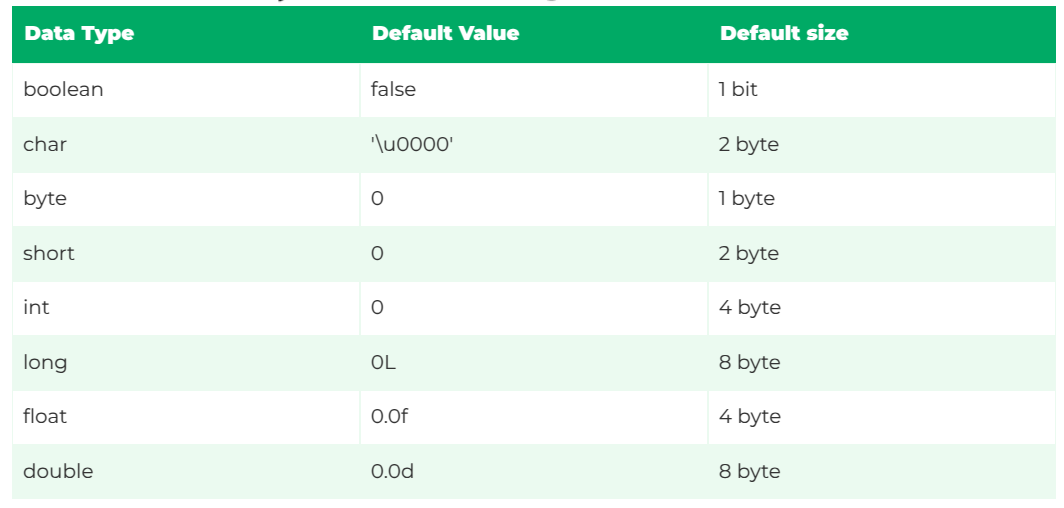 Data Type Default Value Default size
boolean false 1 bit
char '\u0000' 2 byte
byte 0 1 byte
short 0 2 byte
int 0 4 byte
long 0L 8 byte
float 0.0f 4 byte
double 0.0d 8 byte